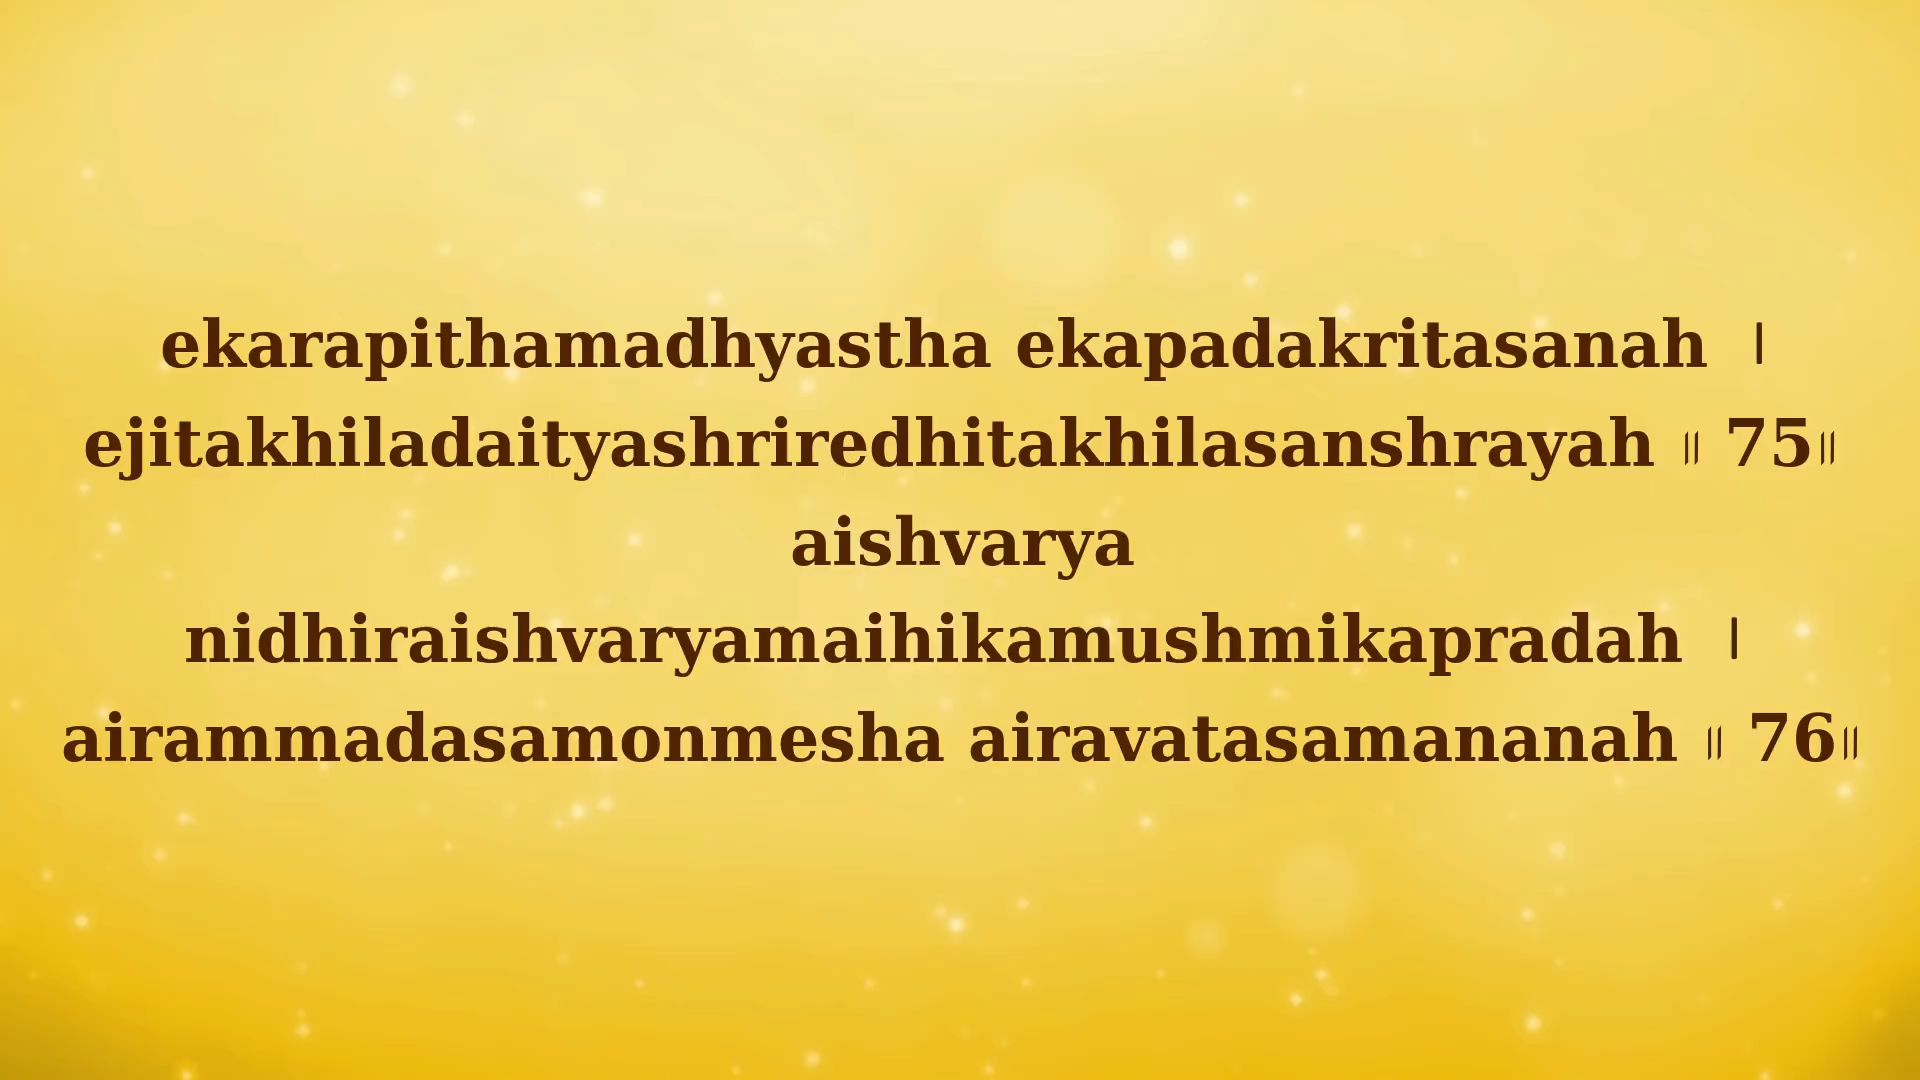 ekarapithamadhyastha ekapadakritasanah ।
ejitakhiladaityashriredhitakhilasanshrayah ॥ 75॥
aishvarya
nidhiraishvaryamaihikamushmikapradah ।
airammadasamonmesha airavatasamananah ॥ 76॥